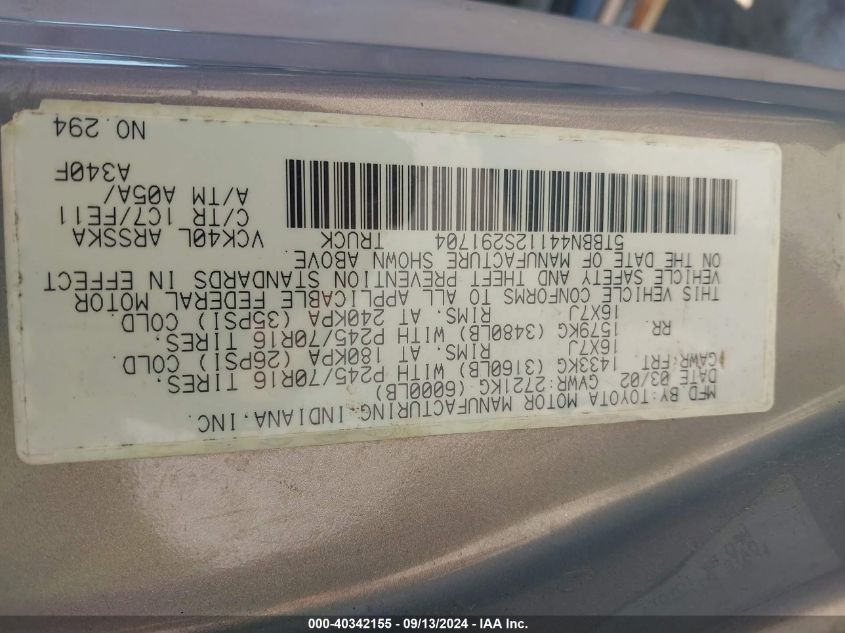 MFD BY:TOYOTA MOTOR MANUFACTURING, INDIANA, INC.
DATE 03/02 GVWR:2721KG (6000LB)
GAWR:FRT: 1433KG (3160LB) WITH P245/70R16 TIRES.
16X7J RIMS. AT 180KPA (26PSI) COLD
RR 1579KG (3480LB) WITH P245/70R16 TIRES.
16X7J RIMS. AT 240KPA (35PSI) COLD.
THIS VEHICLE CONFORMS TO ALL APPLICABLE FEDERAL MOTOR
VEHICLE SAFETY AND THEFT PREVENTION STANDARDS IN EFFECT
ON THE DATE OF MANUFACTURE SHOWN ABOVE
5TBBN44112S291704 TRUCK
VCK40L ARSSKA
C/TR 1C7/FE11
A/TM A05A/
A340F
NO.294
000-40342155 - 09/13/2024 - IAA Inc.